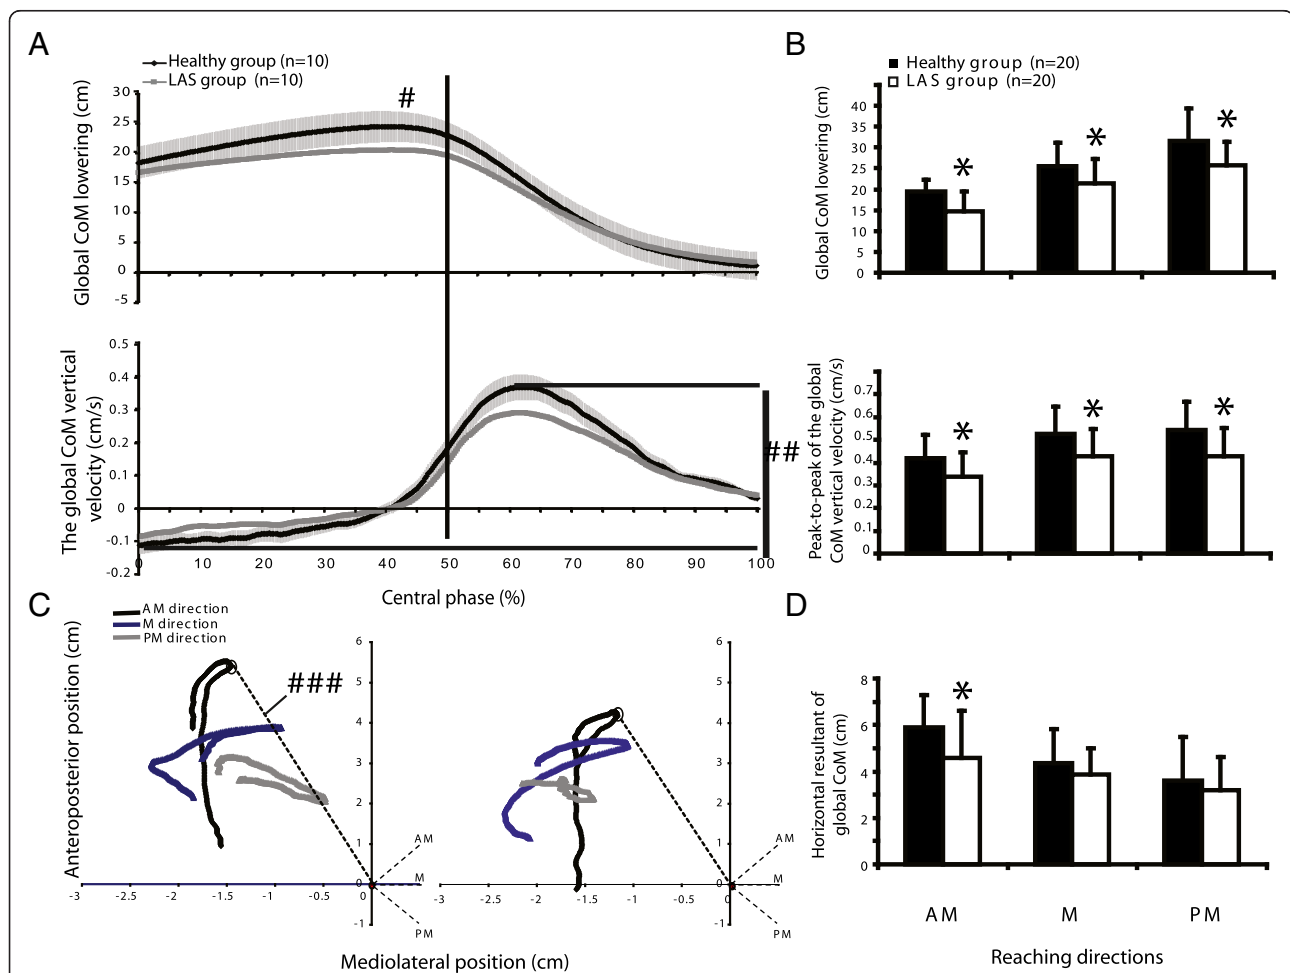 A
Healthy group (n=10)
LAS group (n=10)
#
Global CoM lowering (cm)
30
25
20
15
10
5
0
-5
The global CoM vertical
velocity (cm/s)
0.5
0.4
0.3
0.2
0.1
0
-0.1
-0.2
##
0 10 20 30 40 50 60 70 80 90 100
Central phase (%)
B
Healthy group (n=20)
LAS group (n=20)
Global CoM lowering (cm)
40
35
30
25
20
15
10
5
0
* * *
Peak-to-peak of the global
CoM vertical velocity (cm/s)
0.7
0.6
0.5
0.4
0.3
0.2
0.1
0
* * *
C
AM direction
M direction
PM direction
Anteroposterior position (cm)
###
6
5
4
3
2
1
0
-1
-3 -2.5 -2 -1.5 -1 -0.5 0
AM
M
PM
6
5
4
3
2
1
0
-1
-3 -2.5 -2 -1.5 -1 -0.5 0
AM
M
PM
Mediolateral position (cm)
D
Horizontal resultant of
global CoM (cm)
8
6
4
2
0
*
AM M PM
Reaching directions